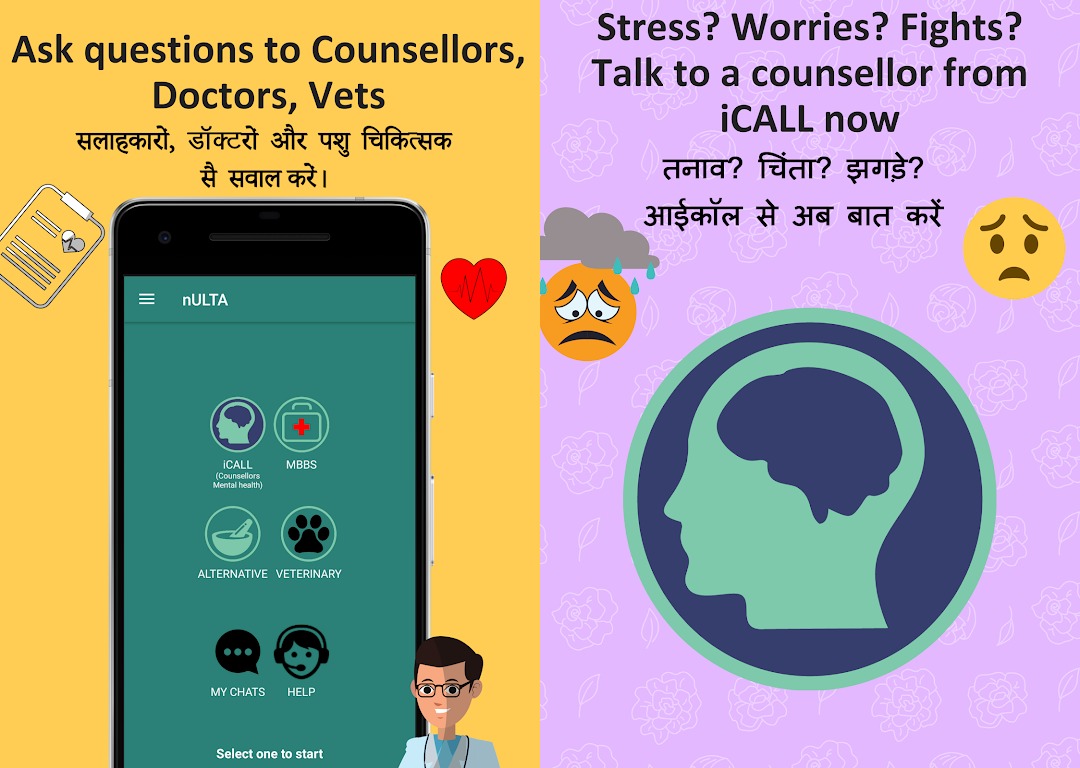 Ask questions to Counsellors,
Doctors, Vets
सलाहकारों, डॉक्टरों और पशु चिकित्सक
सै सवाल करें।
nULTA
iCALL
(Counsellors
Mental health)
MBBS
ALTERNATIVE
VETERINARY
MY CHATS
HELP
Select one to start
Stress? Worries? Fights?
Talk to a counsellor from
iCALL now
तनाव? चिंता? झगड़े?
आईकॉल से अब बात करें